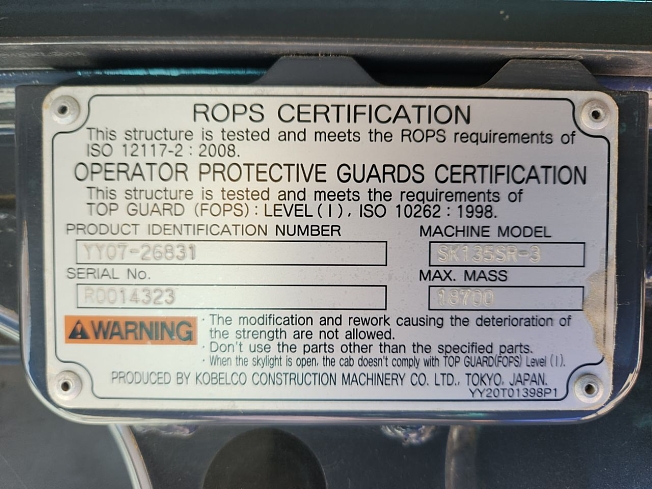 ROPS CERTIFICATION
This structure is tested and meets the ROPS requirements of
ISO 12117-2 : 2008.
OPERATOR PROTECTIVE GUARDS CERTIFICATION
This structure is tested and meets the requirements of
TOP GUARD (FOPS) : LEVEL ( I ), ISO 10262 : 1998.
PRODUCT IDENTIFICATION NUMBER
YY07-26831
MACHINE MODEL
SK135SR-3
SERIAL No.
R0014323
MAX. MASS
WARNING
· The modification and rework causing the deterioration of
the strength are not allowed.
· Don't use the parts other than the specified parts.
· When the skylight is open, the cab doesn't comply with TOP GUARD(FOPS) Level ( I ).
PRODUCED BY KOBELCO CONSTRUCTION MACHINERY CO. LTD., TOKYO, JAPAN.
YY20T01398P1